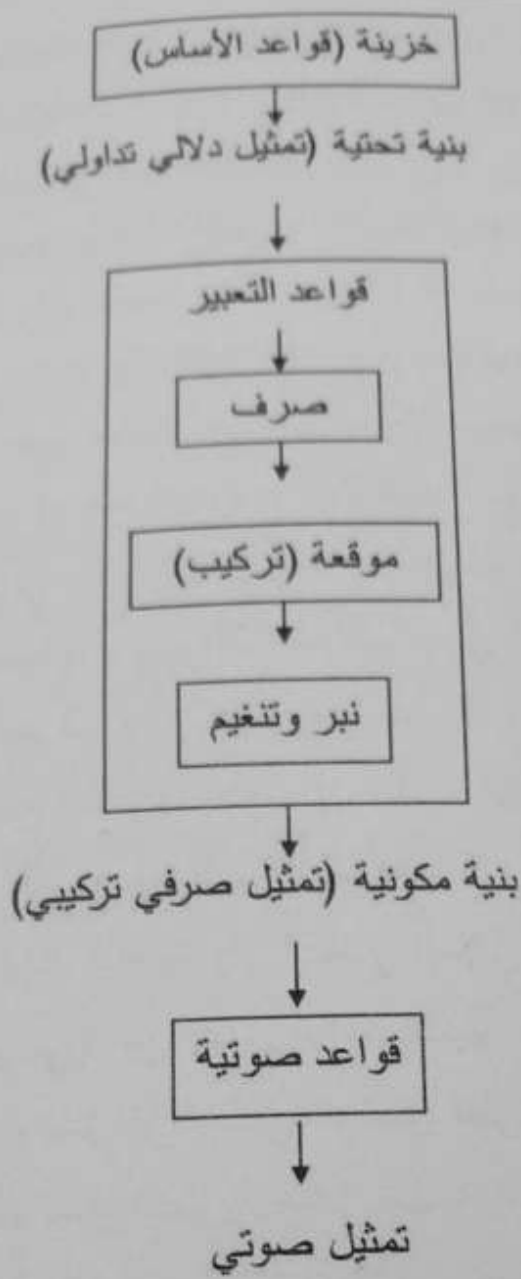 خزينة (قواعد الأساس)
بنية تحتية (تمثيل دلالي تداولي)
قواعد التعبير
صرف
موقعة (تركيب)
نبر وتنغيم
بنية مكونية (تمثيل صرفي تركيبي)
قواعد صوتية
تمثيل صوتي